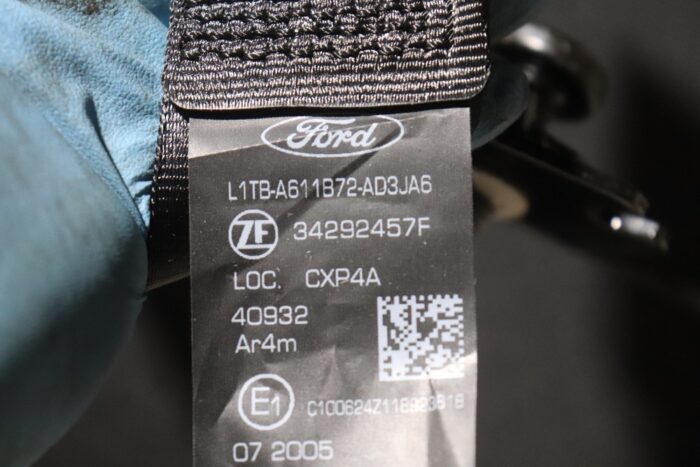 Ford
L1TB-A611B72-AD3JA6
ZF 34292457F
LOC. CXP4A
40932
Ar4m
E1
07 2005